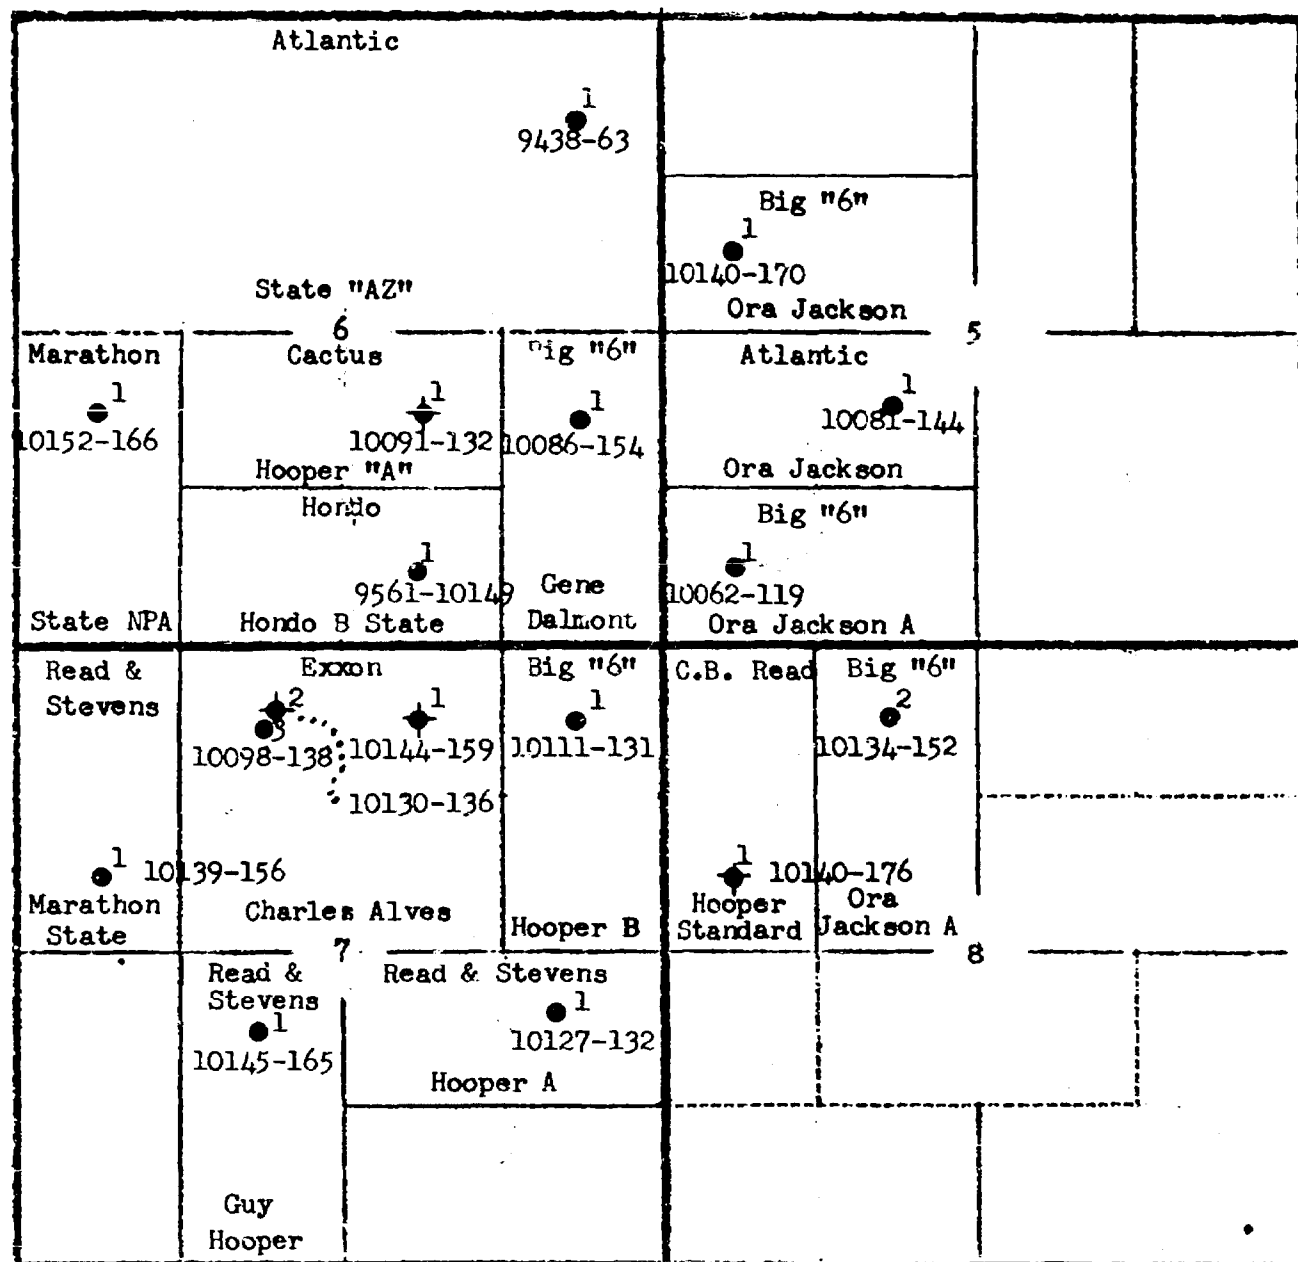 Atlantic
1
9438-63
State "AZ"
6
Big "6"
1
10140-170
Ora Jackson
5
Marathon
1
10152-166
State NPA
Cactus
1
10091-132
Hooper "A"
Hondo
1
9561-10149
Hondo B State
Big "6"
1
10086-154
Gene
Dalmont
Atlantic
1
10081-144
Ora Jackson
Big "6"
1
10062-119
Ora Jackson A
Read &
Stevens
1 10139-156
Marathon
State
Exxon
2
3
10098-138
1
10144-159
10130-136
Charles Alves
7
Big "6"
1
10111-131
Hooper B
C.B. Read
1 10140-176
Hooper
Standard
Big "6"
2
10134-152
Ora
Jackson A
8
Read &
Stevens
1
10145-165
Guy
Hooper
Read & Stevens
1
10127-132
Hooper A